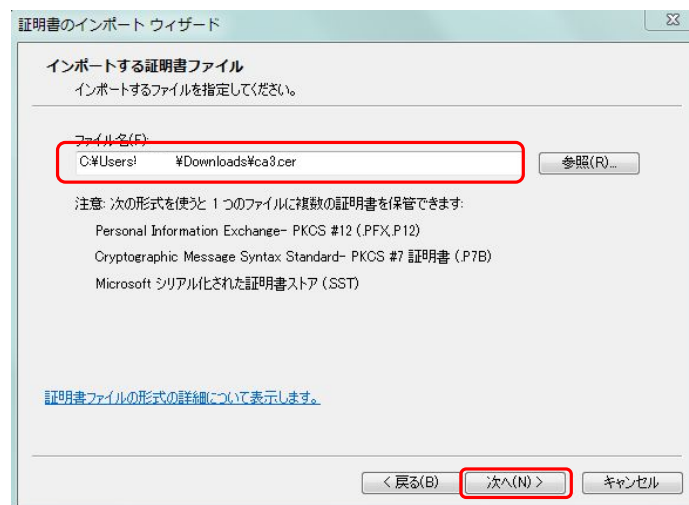 証明書のインポート ウィザード
インポートする証明書ファイル
インポートするファイルを指定してください。
ファイル名(F):
C:¥Users¥ ¥Downloads¥ca3.cer
参照(R)...
注意: 次の形式を使うと 1 つのファイルに複数の証明書を保管できます:
Personal Information Exchange- PKCS #12 (.PFX,.P12)
Cryptographic Message Syntax Standard- PKCS #7 証明書 (.P7B)
Microsoft シリアル化された証明書ストア (.SST)
証明書ファイルの形式の詳細について表示します。
< 戻る(B) 次へ(N) > キャンセル